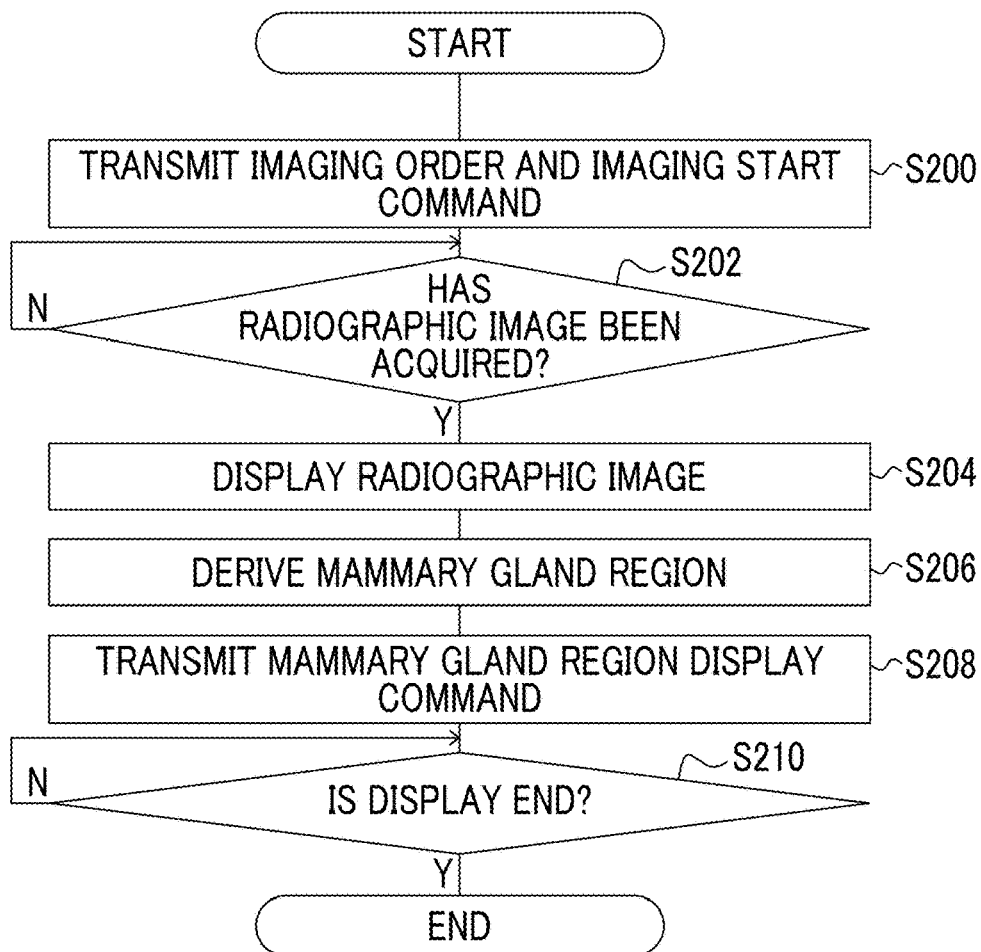 START
TRANSMIT IMAGING ORDER AND IMAGING START
COMMAND
S200
S202
HAS
RADIOGRAPHIC IMAGE BEEN
ACQUIRED?
N
Y
DISPLAY RADIOGRAPHIC IMAGE
S204
DERIVE MAMMARY GLAND REGION
S206
TRANSMIT MAMMARY GLAND REGION DISPLAY
COMMAND
S208
S210
IS DISPLAY END?
N
Y
END